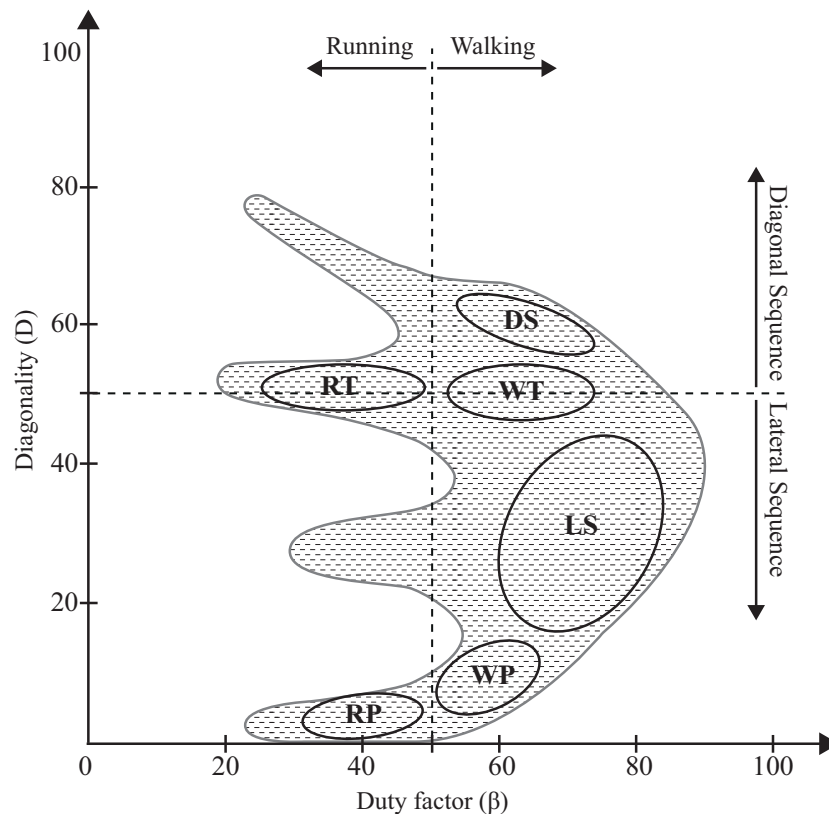 Running Walking
100
80
60
40
20
Diagonality (D)
Diagonal Sequence
Lateral Sequence
DS
RT WT
LS
WP
RP
0 20 40 60 80 100
Duty factor (β)